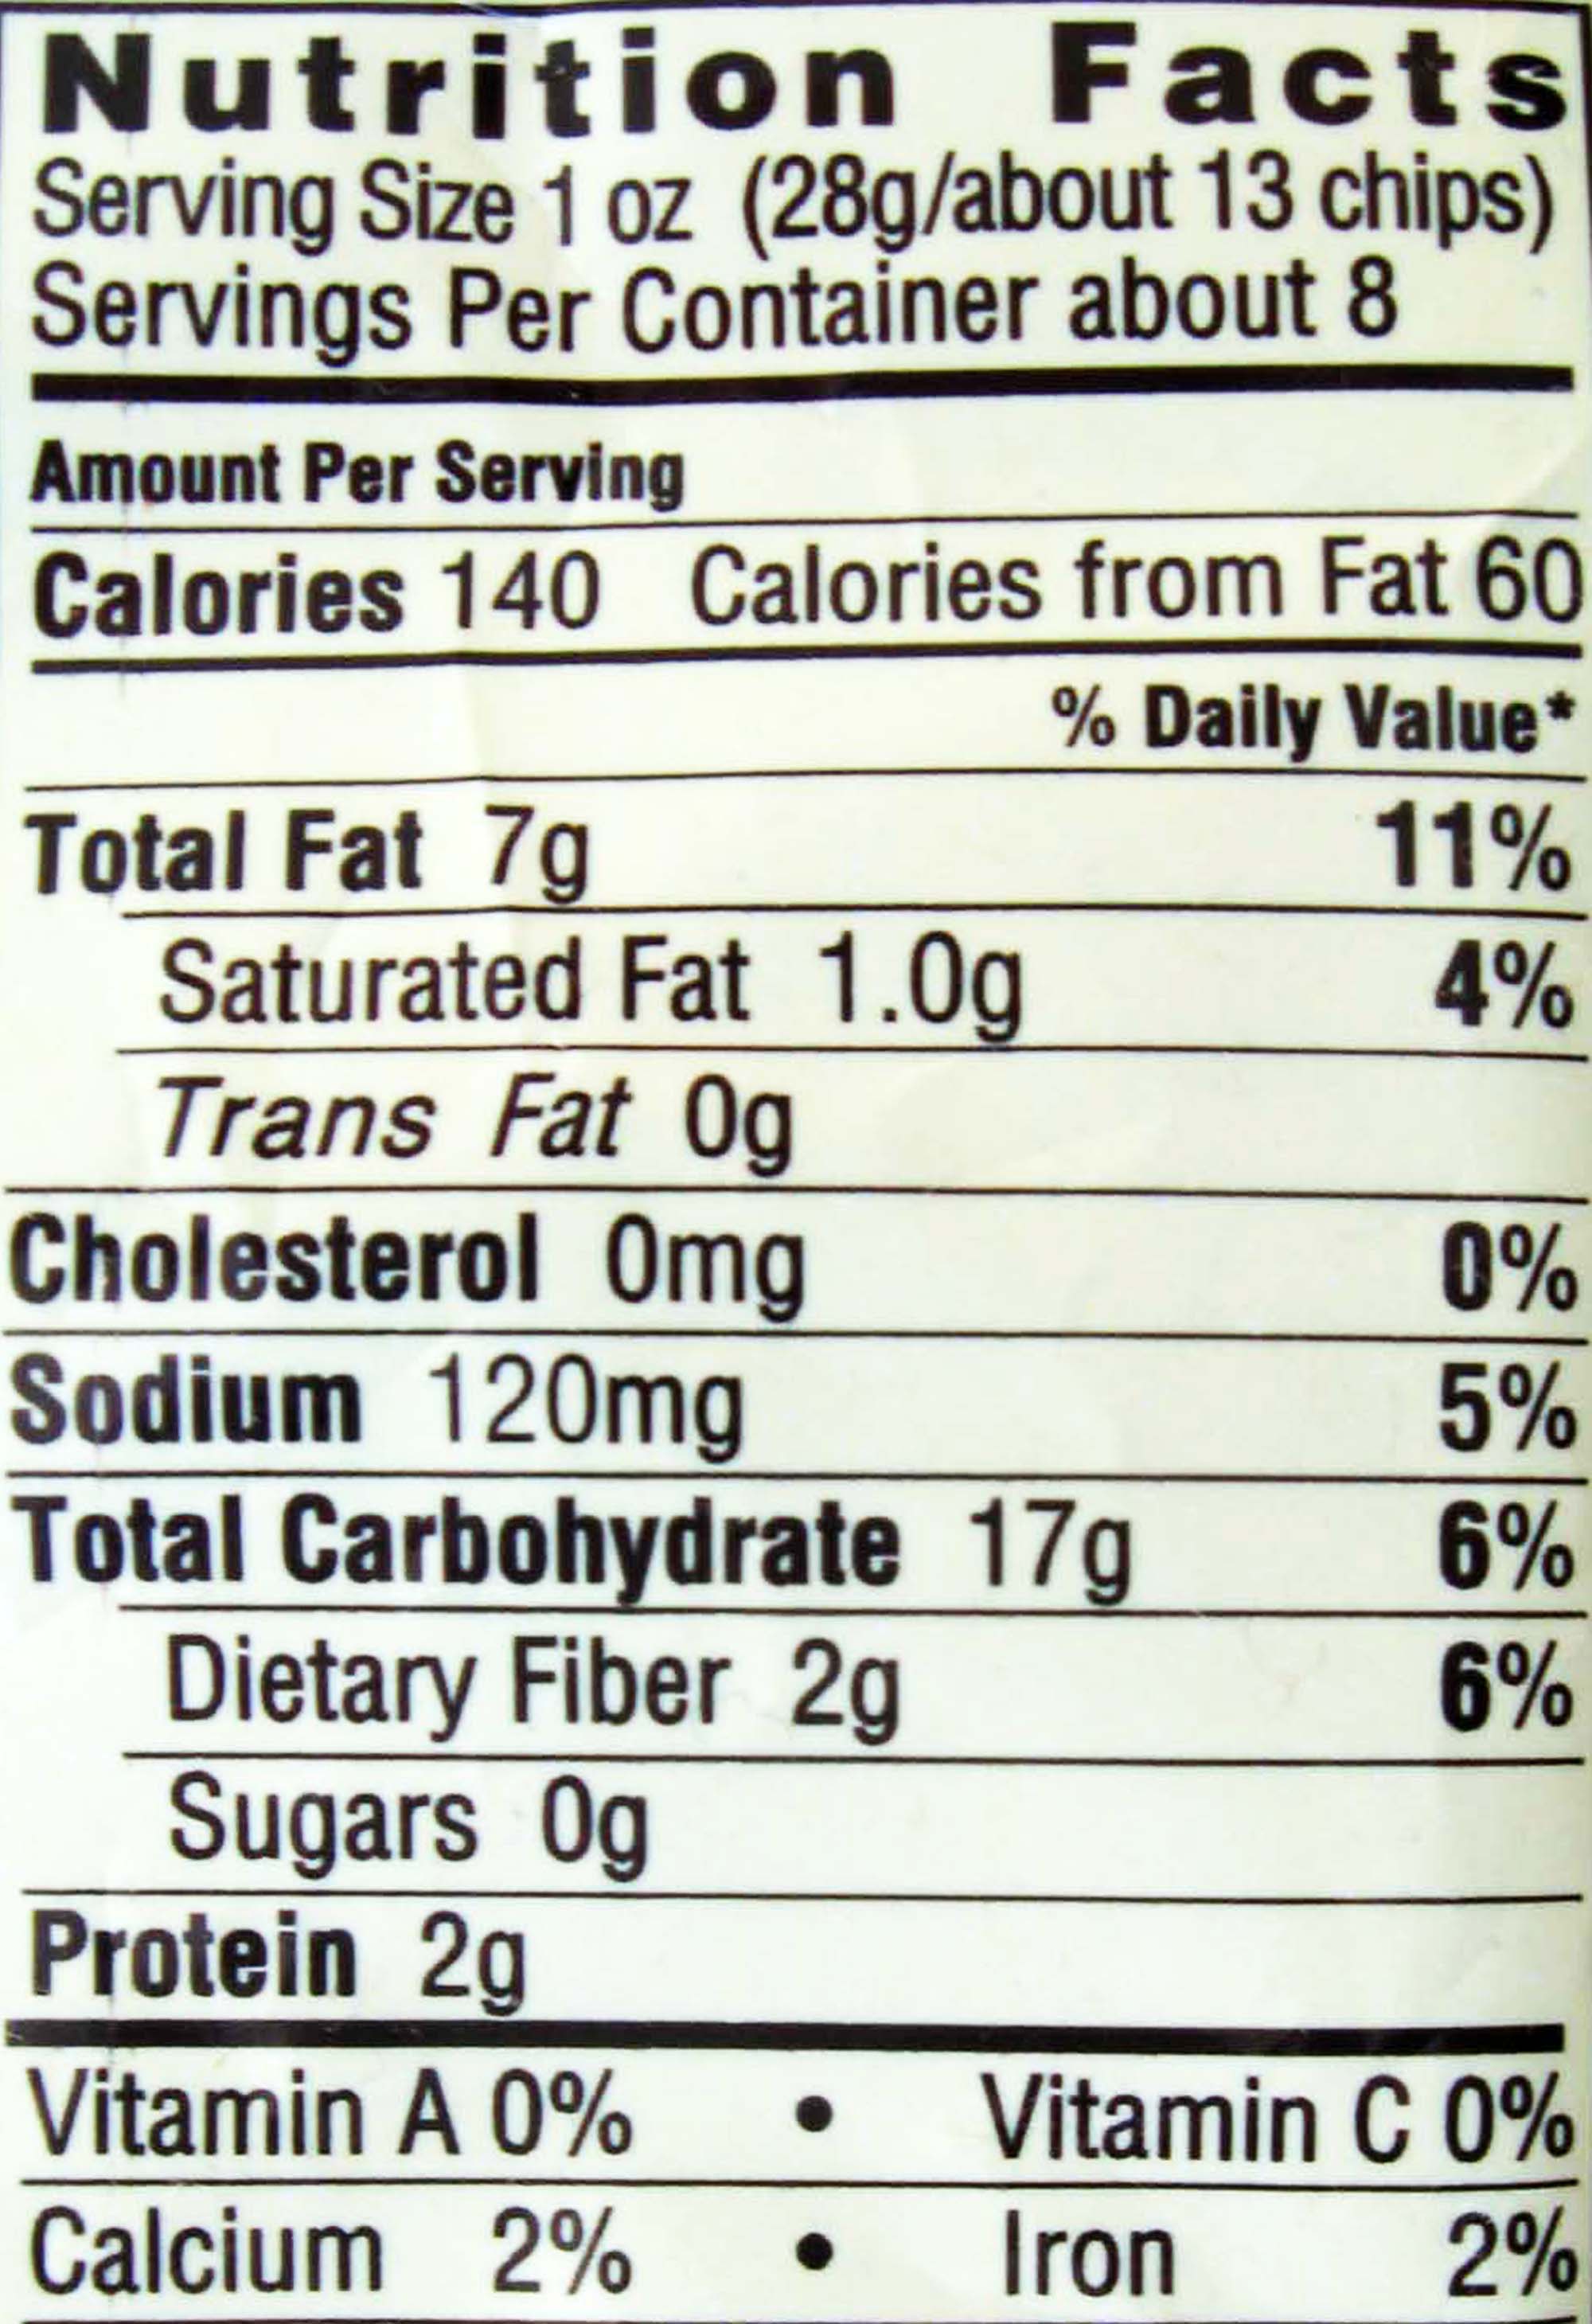 Nutrition Facts
Serving Size 1 oz (28g/about 13 chips)
Servings Per Container about 8
Amount Per Serving
Calories 140 Calories from Fat 60
% Daily Value*
Total Fat 7g 11%
Saturated Fat 1.0g 4%
Trans Fat 0g
Cholesterol 0mg 0%
Sodium 120mg 5%
Total Carbohydrate 17g 6%
Dietary Fiber 2g 6%
Sugars 0g
Protein 2g
Vitamin A 0% • Vitamin C 0%
Calcium 2% • Iron 2%